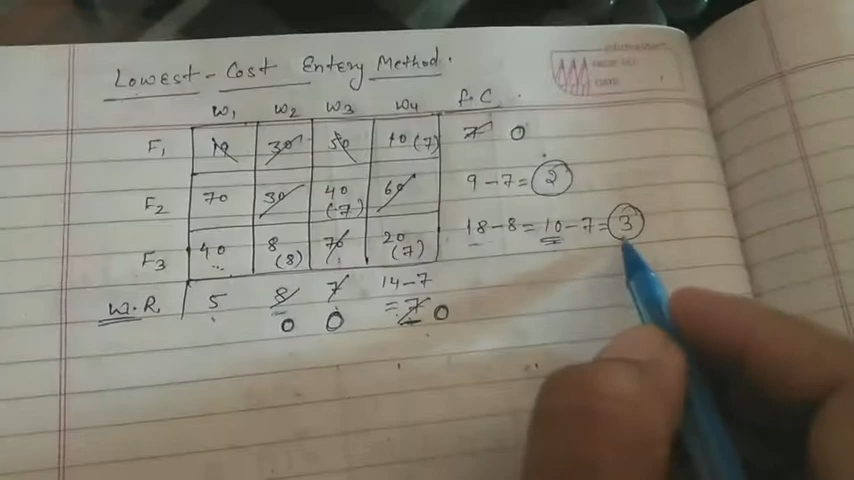 Lowest-Cost Entery Method.
W1 W2 W3 W4 F.C.
F1 19 30 50 10 (7) 7 0
F2 70 30 40 (7) 60 9-7=2
F3 40 8 (8) 70 20 (7) 18-8=10-7=3
W.R. 5 8 7 14-7
0 0 =7 0